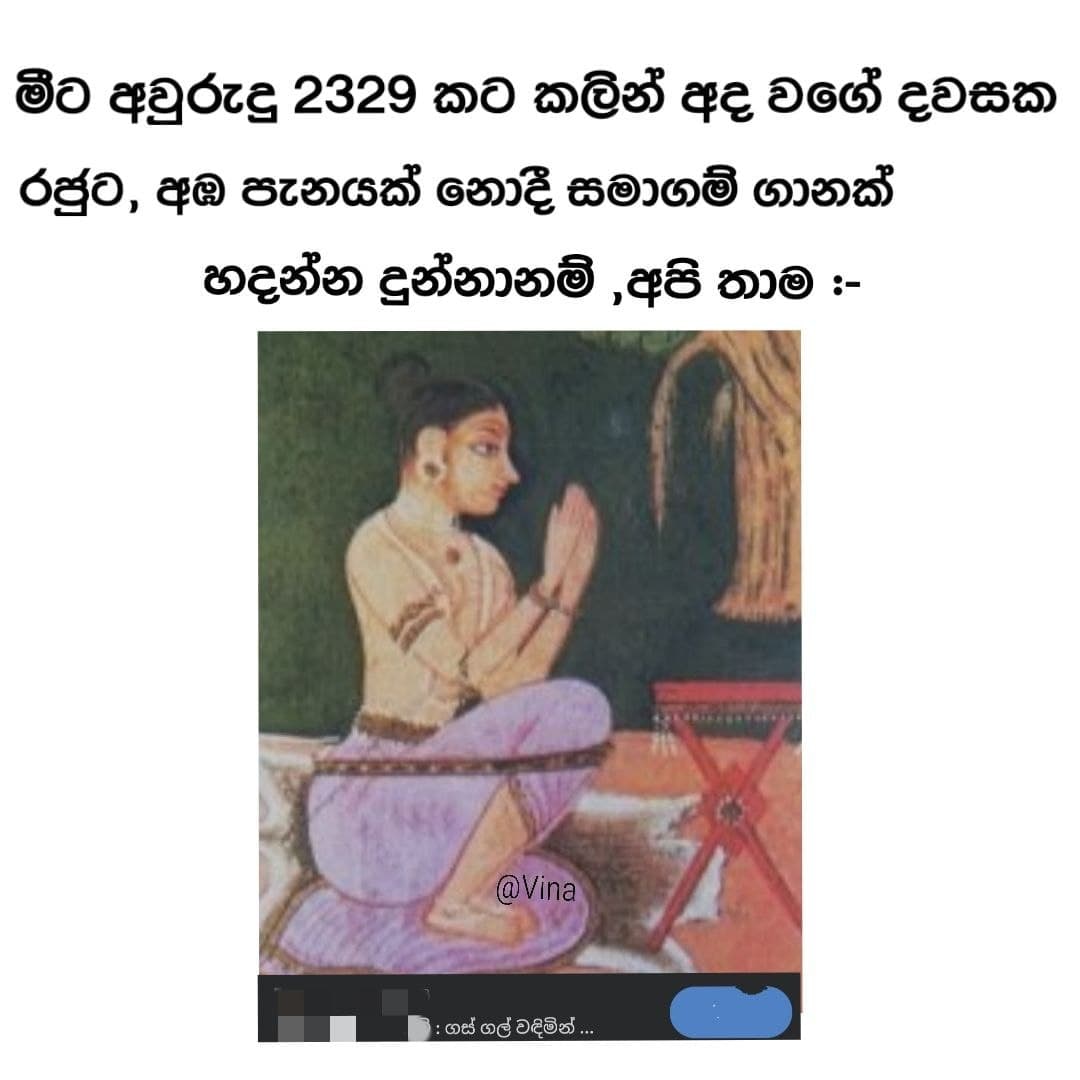 මීට අවුරුදු 2329 කට කලින් අද වගේ දවසක
රජුට, අඹ පැනයක් නොදී සමාගම් ගානක්
හදන්න දුන්නානම් ,අපි තාම :-
@Vina
: ගස් ගල් වඳිමින් ...